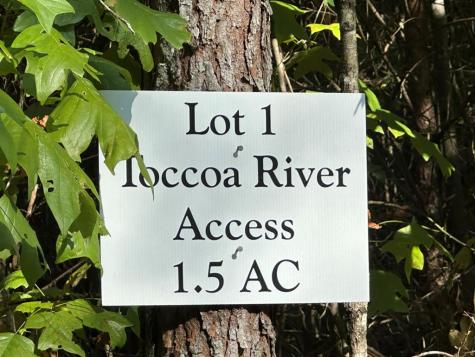 Lot 1
Toccoa River
Access
1.5 AC